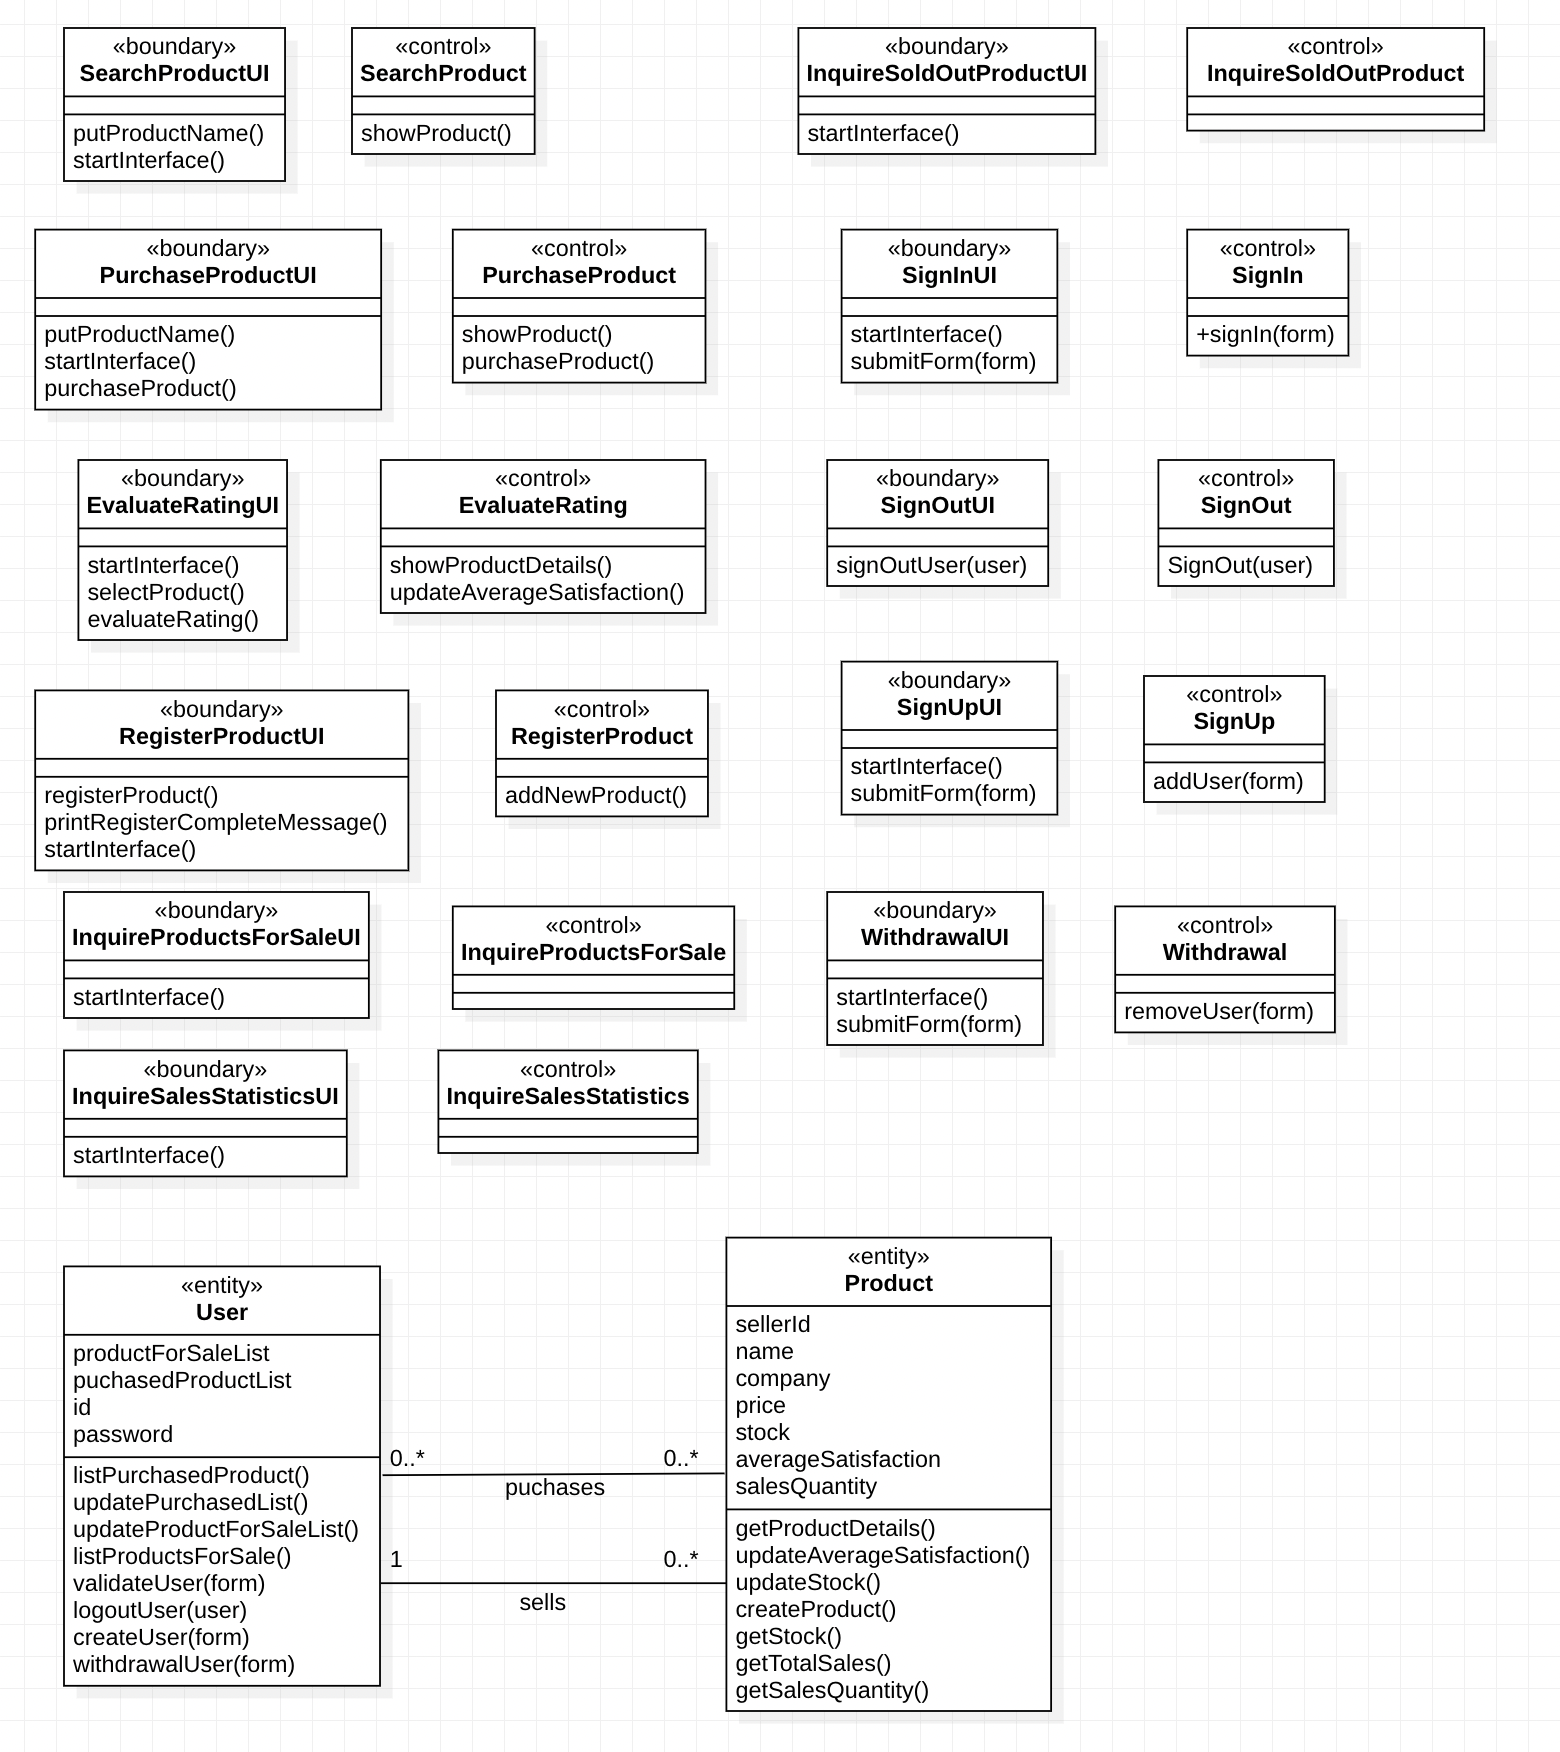 «boundary»
SearchProductUI
putProductName()
startInterface()
«control»
SearchProduct
showProduct()
«boundary»
InquireSoldOutProductUI
startInterface()
«control»
InquireSoldOutProduct
«boundary»
PurchaseProductUI
putProductName()
startInterface()
purchaseProduct()
«control»
PurchaseProduct
showProduct()
purchaseProduct()
«boundary»
SignInUI
startInterface()
submitForm(form)
«control»
SignIn
+signIn(form)
«boundary»
EvaluateRatingUI
startInterface()
selectProduct()
evaluateRating()
«control»
EvaluateRating
showProductDetails()
updateAverageSatisfaction()
«boundary»
SignOutUI
signOutUser(user)
«control»
SignOut
SignOut(user)
«boundary»
RegisterProductUI
registerProduct()
printRegisterCompleteMessage()
startInterface()
«control»
RegisterProduct
addNewProduct()
«boundary»
SignUpUI
startInterface()
submitForm(form)
«control»
SignUp
addUser(form)
«boundary»
InquireProductsForSaleUI
startInterface()
«control»
InquireProductsForSale
«boundary»
WithdrawalUI
startInterface()
submitForm(form)
«control»
Withdrawal
removeUser(form)
«boundary»
InquireSalesStatisticsUI
startInterface()
«control»
InquireSalesStatistics
«entity»
User
productForSaleList
puchasedProductList
id
password
listPurchasedProduct()
updatePurchasedList()
updateProductForSaleList()
listProductsForSale()
validateUser(form)
logoutUser(user)
createUser(form)
withdrawalUser(form)
0..*
0..*
puchases
1
0..*
sells
«entity»
Product
sellerId
name
company
price
stock
averageSatisfaction
salesQuantity
getProductDetails()
updateAverageSatisfaction()
updateStock()
createProduct()
getStock()
getTotalSales()
getSalesQuantity()